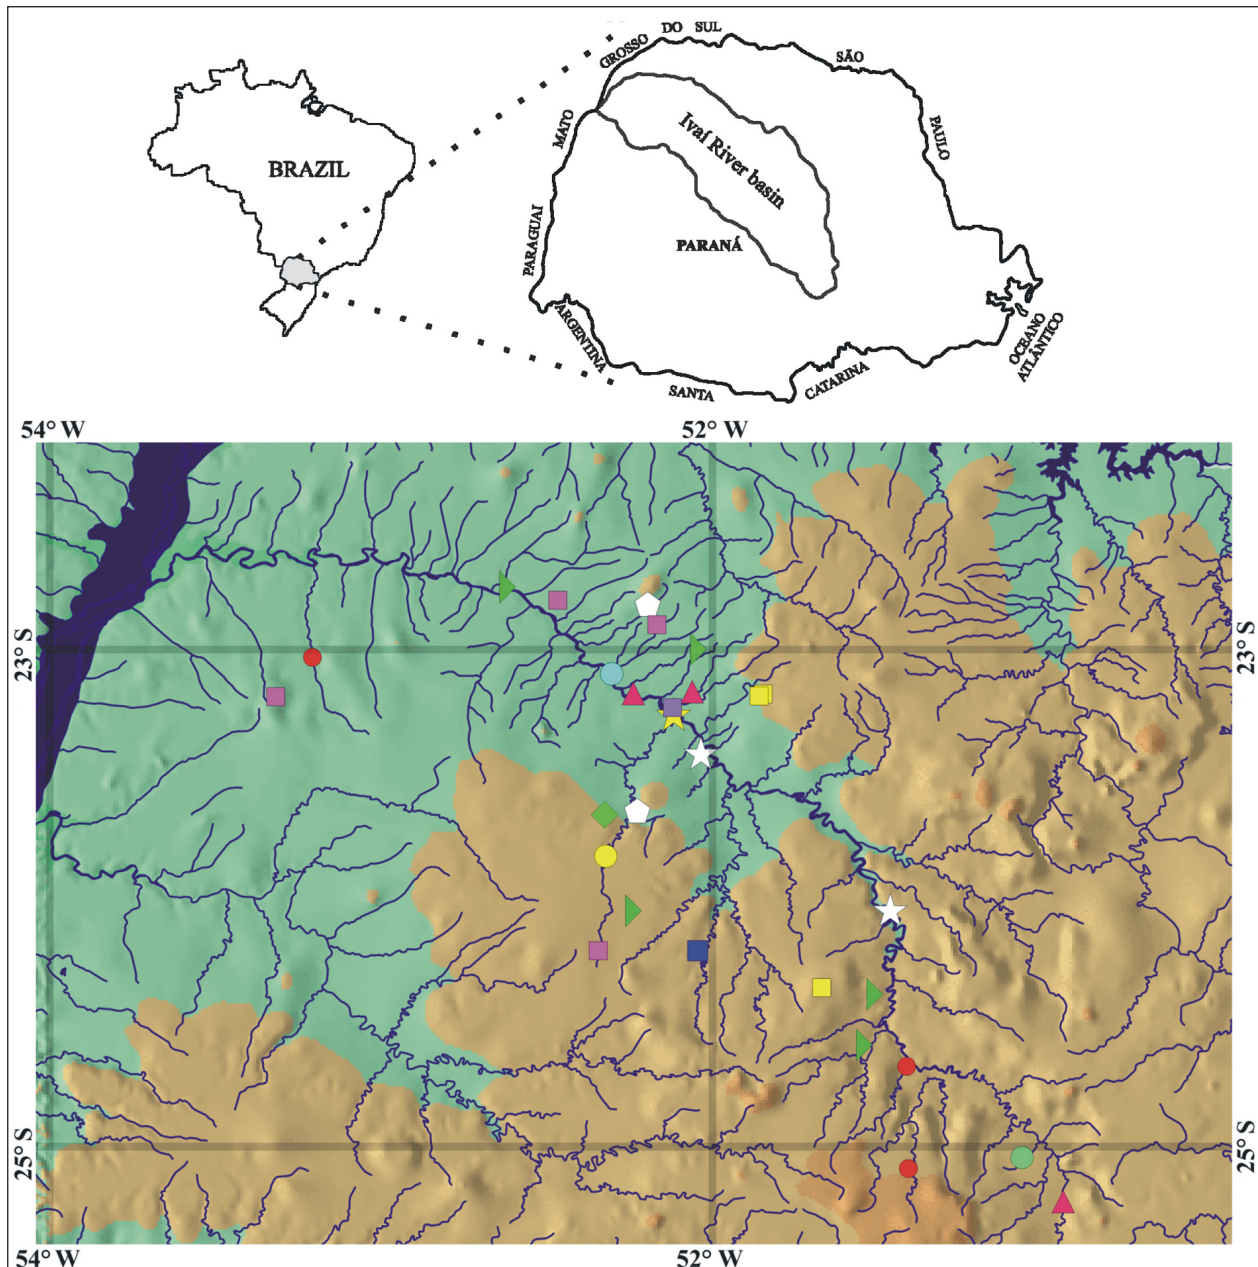 DO SUL
GROSSO
SÃO
MATO
PAULO
Ivaí River basin
BRAZIL
PARANÁ
PARAGUAI
ARGENTINA
OCEANO
ATLÂNTICO
SANTA
CATARINA
54° W
52° W
23° S
23° S
25° S
25° S
54° W
52° W